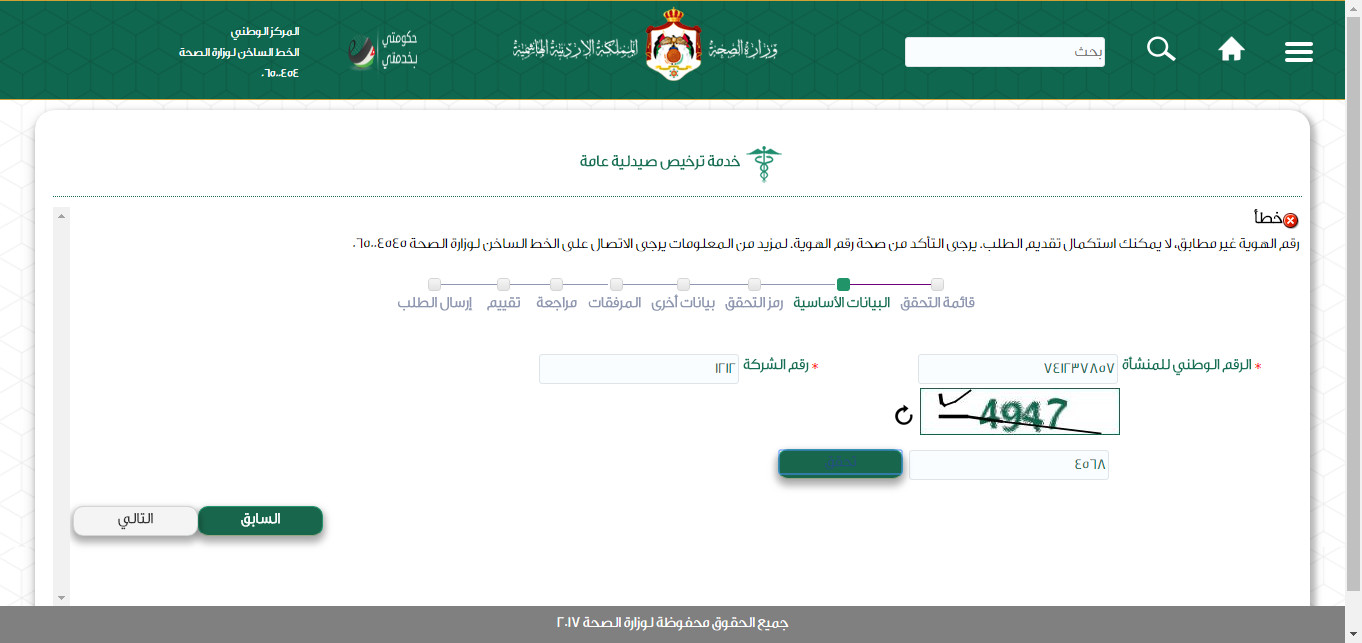 بحث
وزارة الصحة
المملكة الأردنية الهاشمية
حكومتي
بخدمتي
المركز الوطني
الخط الساخن لوزارة الصحة
٠٦٥٠٠٤٥٤
خدمة ترخيص صيدلية عامة
خطأ
رقم الهوية غير مطابق، لا يمكنك استكمال تقديم الطلب. يرجى التأكد من صحة رقم الهوية. لمزيد من المعلومات يرجى الاتصال على الخط الساخن لوزارة الصحة ٠٦٥٠٠٤٥٤٥
قائمة التحقق البيانات الأساسية رمز التحقق بيانات أخرى المرفقات مراجعة تقييم إرسال الطلب
* الرقم الوطني للمنشأة ٧٤١٢٣٧٨٥٧ * رقم الشركة ١٢١٢
4947
٤٥٦٨
السابق التالي
جميع الحقوق محفوظة لوزارة الصحة ٢٠١٧